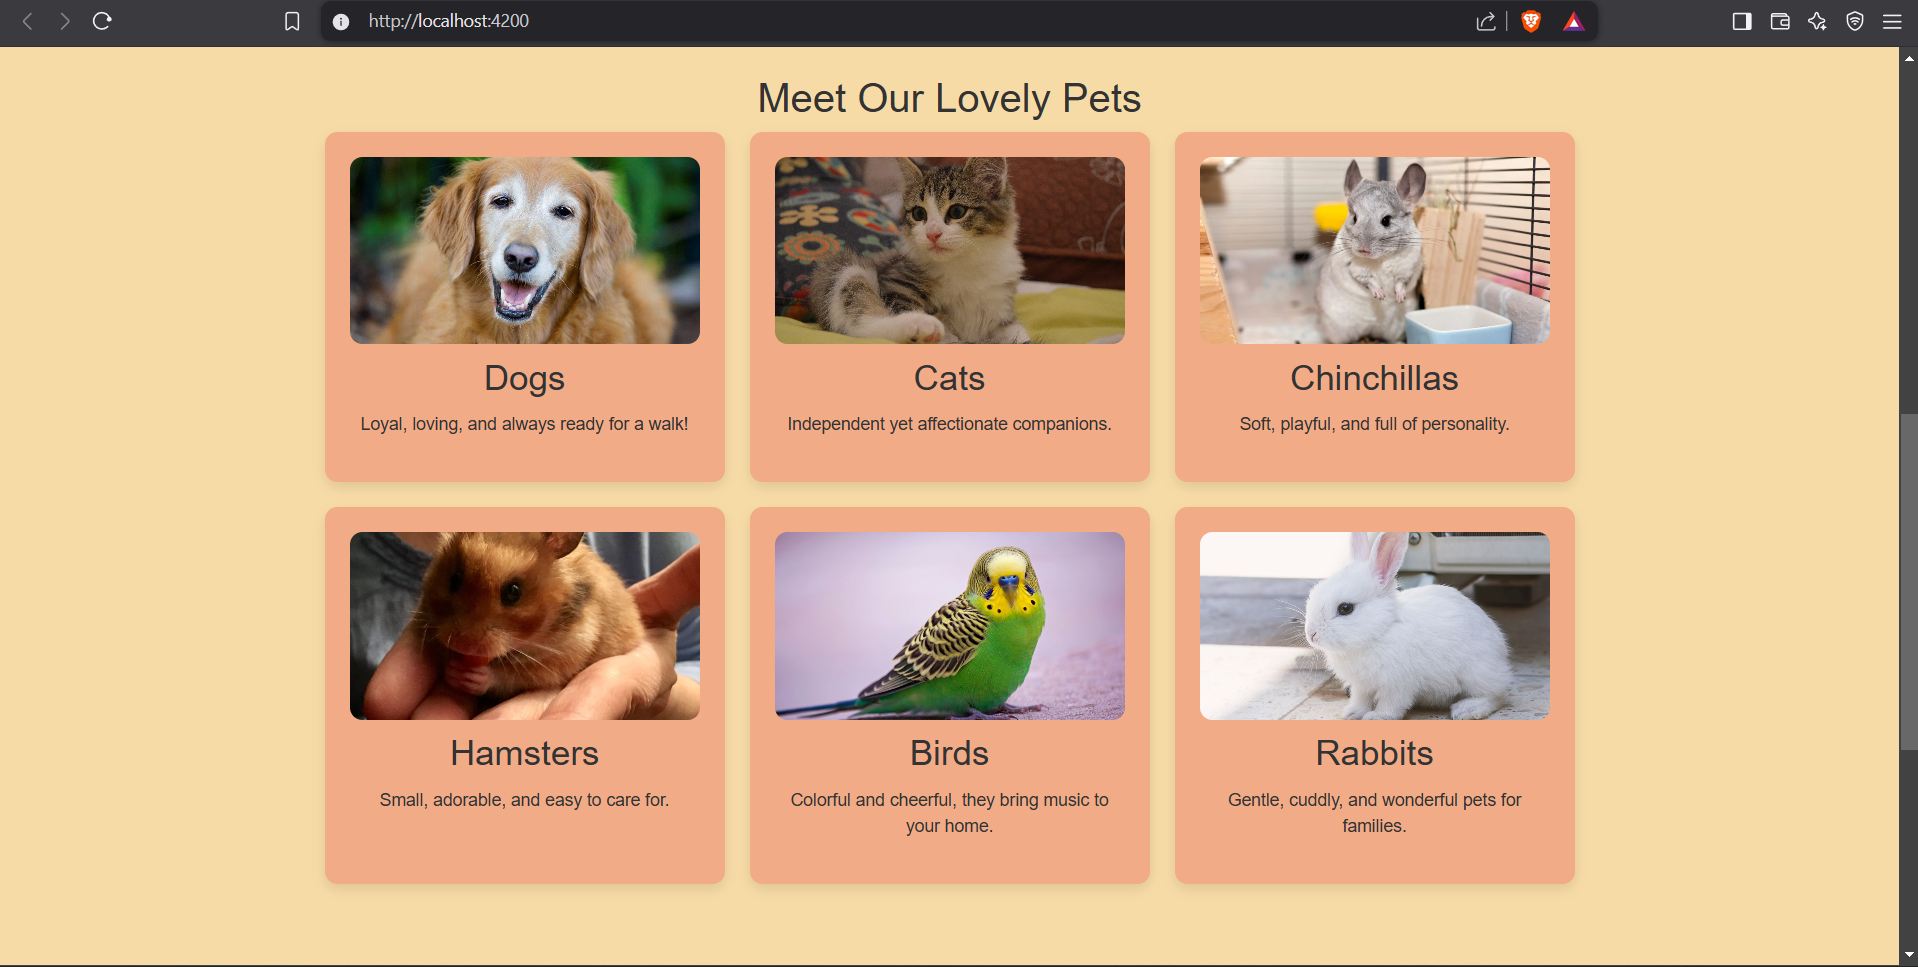 http://localhost:4200
Meet Our Lovely Pets
Dogs
Loyal, loving, and always ready for a walk!
Cats
Independent yet affectionate companions.
Chinchillas
Soft, playful, and full of personality.
Hamsters
Small, adorable, and easy to care for.
Birds
Colorful and cheerful, they bring music to
your home.
Rabbits
Gentle, cuddly, and wonderful pets for
families.